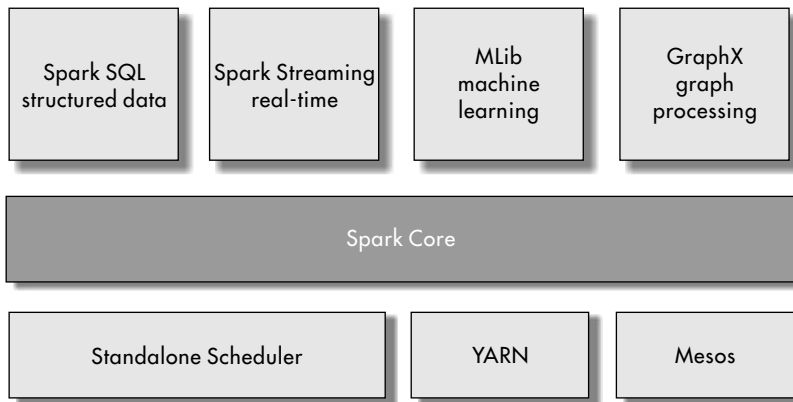 Spark SQL
structured data
Spark Streaming
real-time
MLib
machine
learning
GraphX
graph
processing
Spark Core
Standalone Scheduler
YARN
Mesos